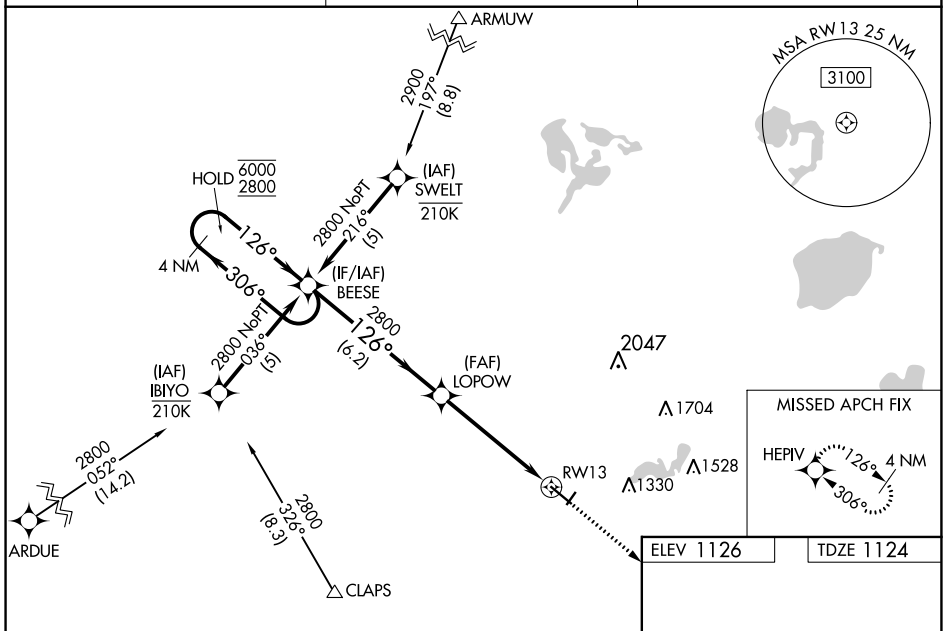 ARMUW
MSA RW13 25 NM
3100
2900
197°
(8.8)
HOLD 6000
2800
(IAF)
SWELT
210K
2800 NoPT
216°
(5)
126°
4 NM
306°
(IF/IAF)
BEESE
2800 NoPT
036°
(5)
2800
126°
(6.2)
(IAF)
IBIYO
210K
(FAF)
LOPOW
2047
1704
MISSED APCH FIX
HEPIV
126°
4 NM
306°
2800
052°
(14.2)
1528
1330
RW13
2800
326°
(8.3)
ARDUE
CLAPS
ELEV 1126
TDZE 1124